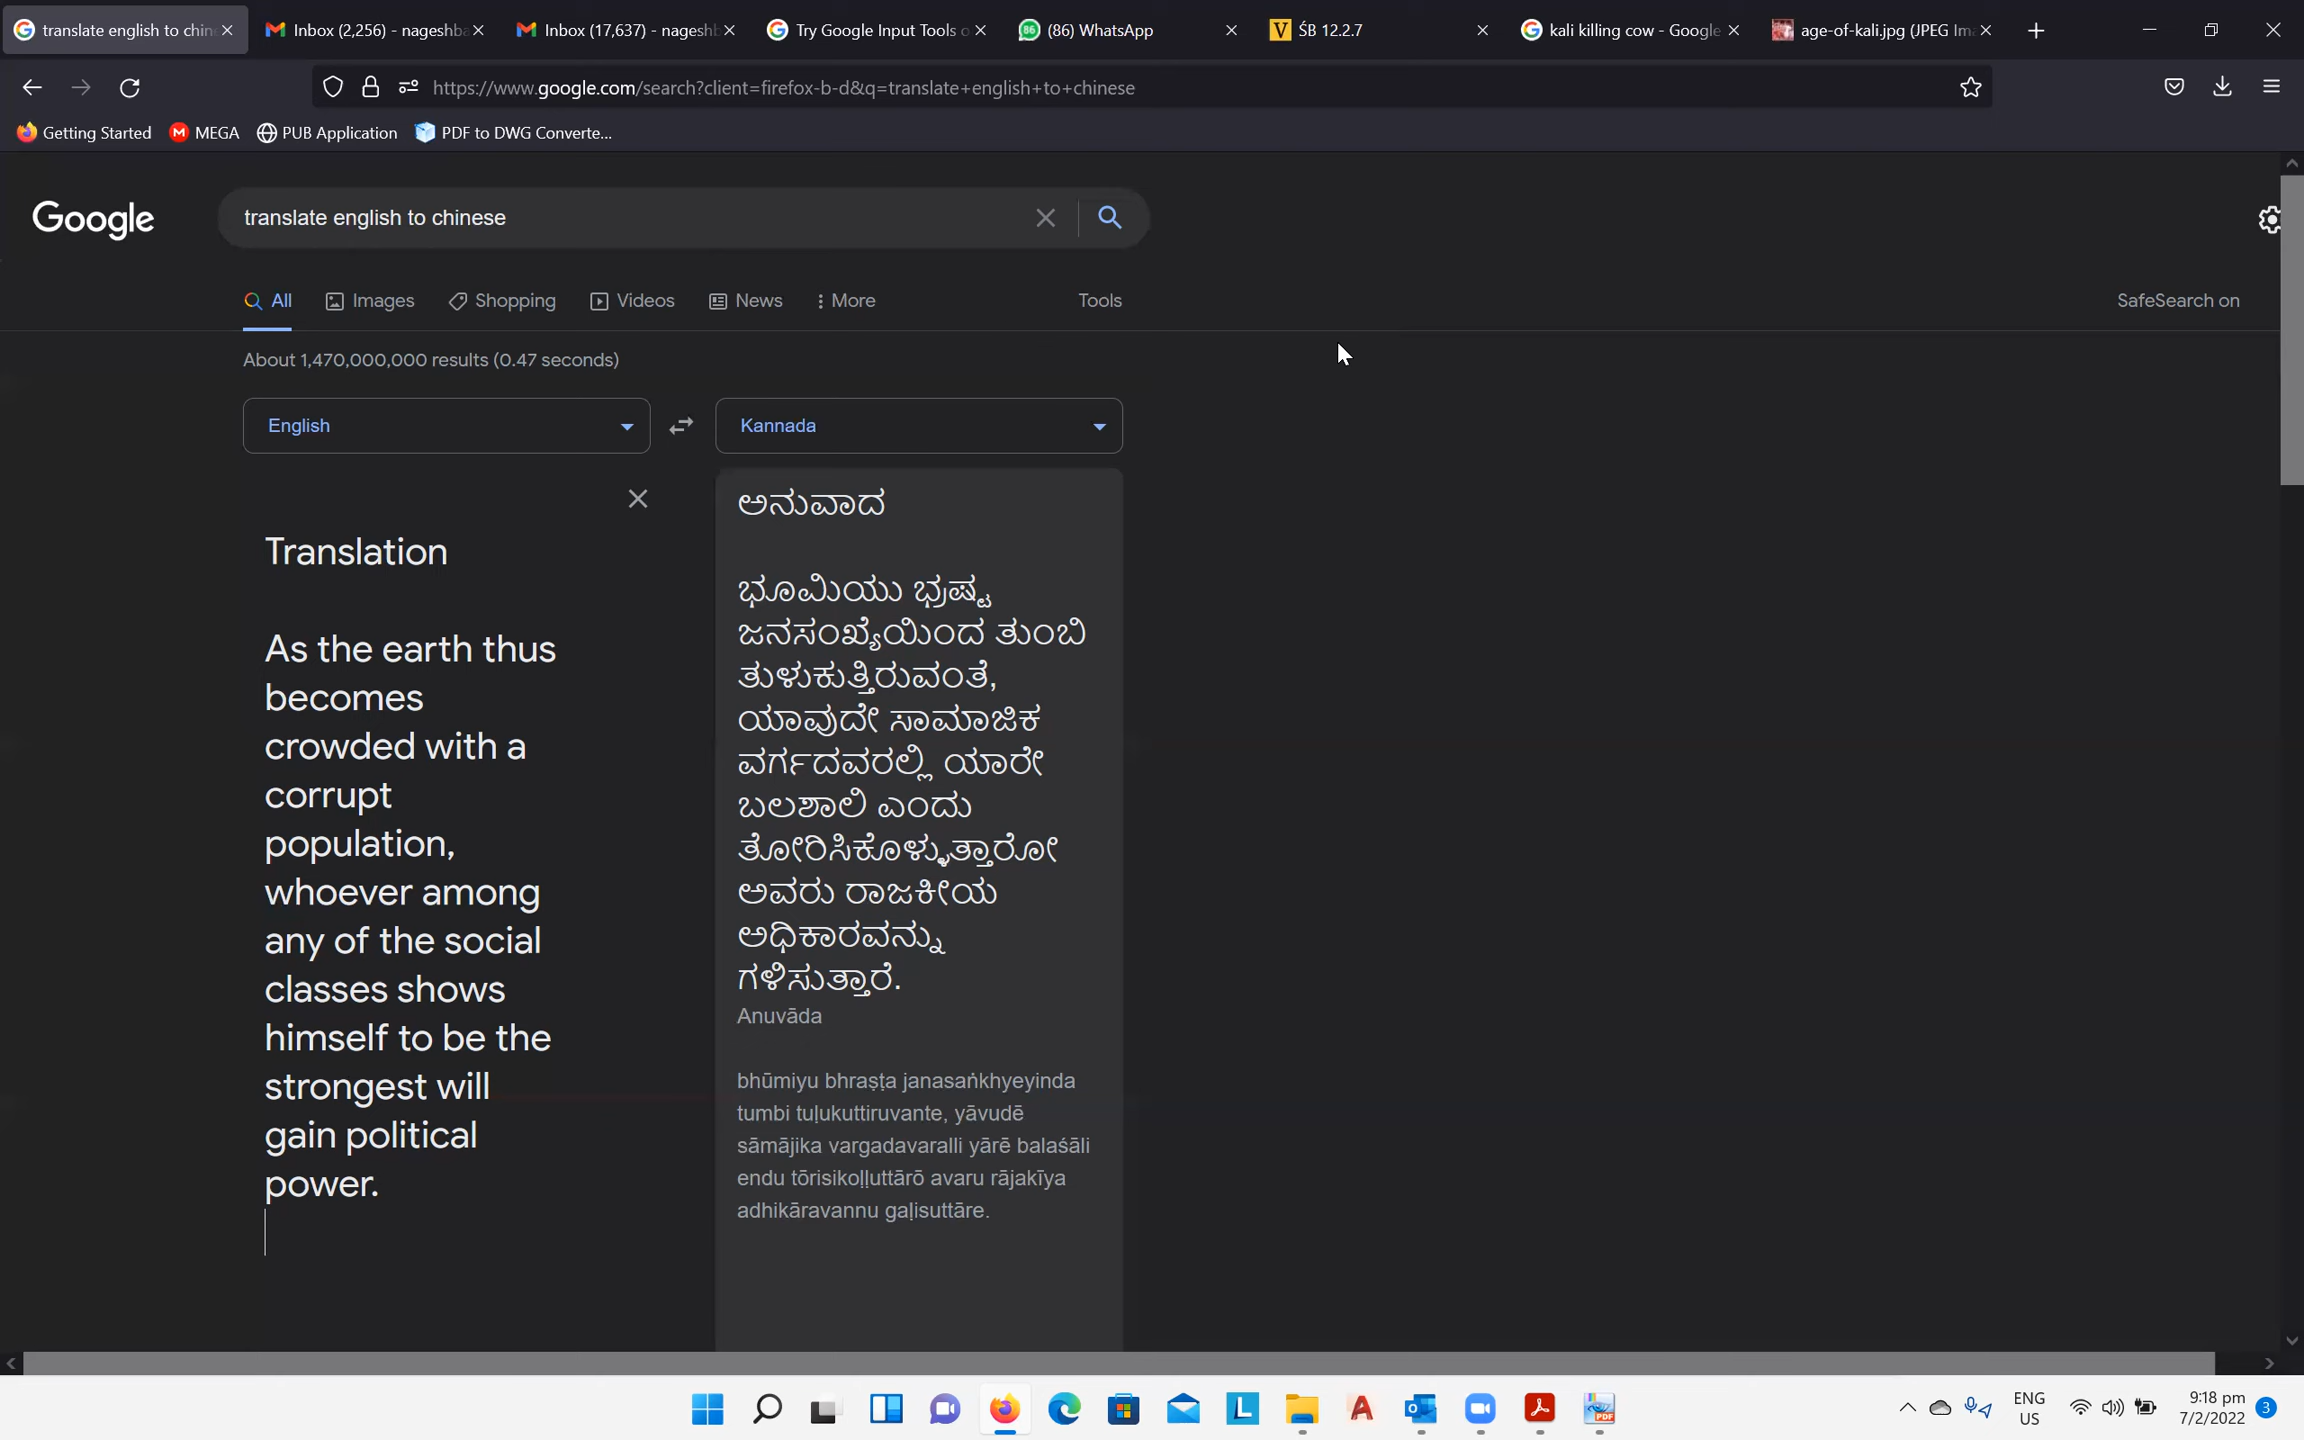 translate english to chin
Inbox (2,256) - nageshba
Inbox (17,637) - nageshb
Try Google Input Tools o
(86) WhatsApp
ŚB 12.2.7
kali killing cow - Google
age-of-kali.jpg (JPEG Ima
https://www.google.com/search?client=firefox-b-d&q=translate+english+to+chinese
Getting Started
MEGA
PUB Application
PDF to DWG Converte...
Google
translate english to chinese
All
Images
Shopping
Videos
News
More
Tools
SafeSearch on
About 1,470,000,000 results (0.47 seconds)
English
Kannada
Translation
As the earth thus
becomes
crowded with a
corrupt
population,
whoever among
any of the social
classes shows
himself to be the
strongest will
gain political
power.
ಅನುವಾದ
ಭೂಮಿಯು ಭ್ರಷ್ಟ
ಜನಸಂಖ್ಯೆಯಿಂದ ತುಂಬಿ
ತುಳುಕುತ್ತಿರುವಂತೆ,
ಯಾವುದೇ ಸಾಮಾಜಿಕ
ವರ್ಗದವರಲ್ಲಿ ಯಾರೇ
ಬಲಶಾಲಿ ಎಂದು
ತೋರಿಸಿಕೊಳ್ಳುತ್ತಾರೋ
ಅವರು ರಾಜಕೀಯ
ಅಧಿಕಾರವನ್ನು
ಗಳಿಸುತ್ತಾರೆ.
Anuvāda
bhūmiyu bhraṣṭa janasaṅkhyeyinda
tumbi tuḷukuttiruvante, yāvudē
sāmājika vargadavaralli yārē balaśāli
endu tōrisikoḷḷuttārō avaru rājakīya
adhikāravannu gaḷisuttāre.
ENG
US
9:18 pm
7/2/2022
3